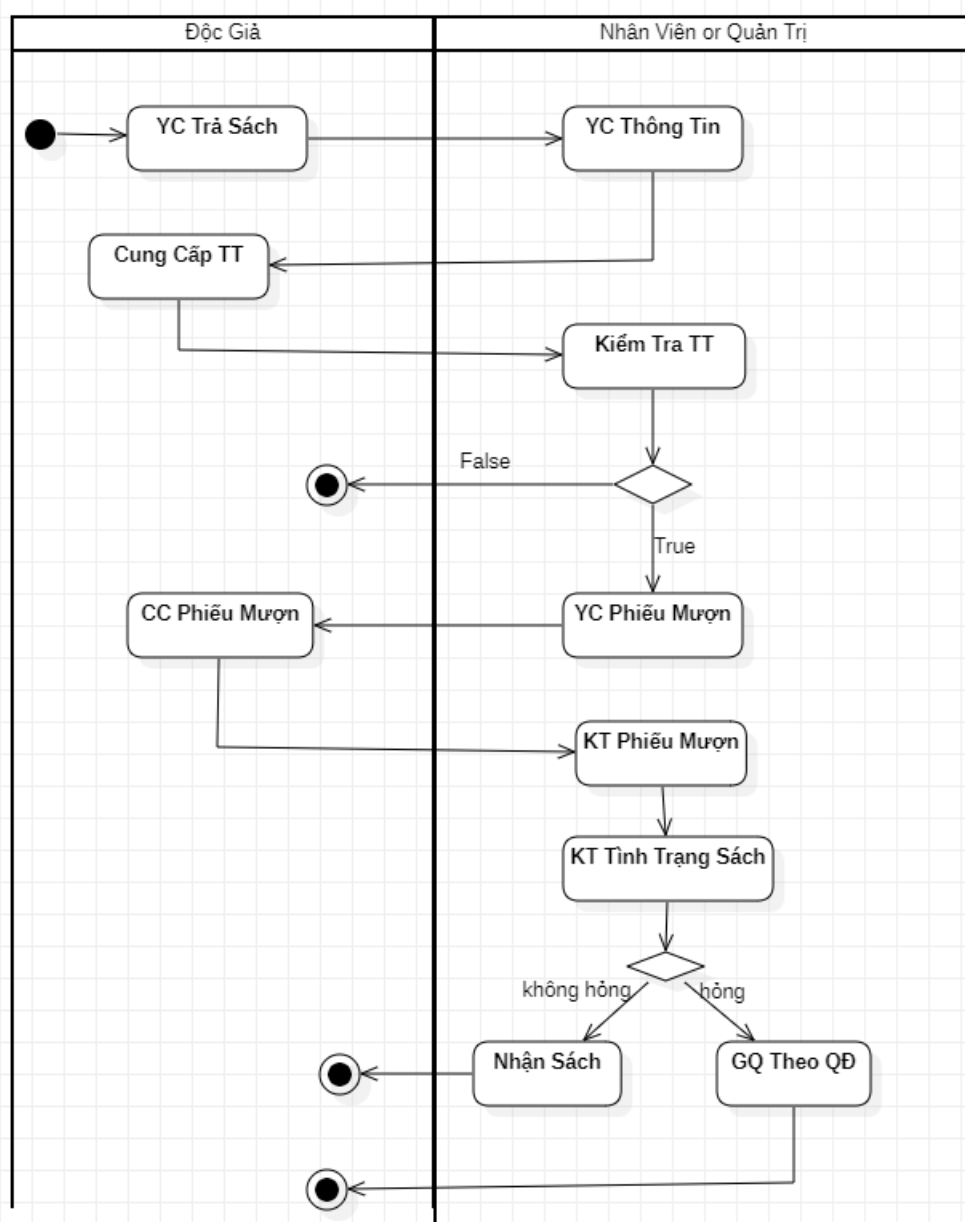 Độc Giả
Nhân Viên or Quản Trị
YC Trả Sách
YC Thông Tin
Cung Cấp TT
Kiểm Tra TT
False
True
CC Phiếu Mượn
YC Phiếu Mượn
KT Phiếu Mượn
KT Tình Trạng Sách
không hỏng
hỏng
Nhận Sách
GQ Theo QĐ